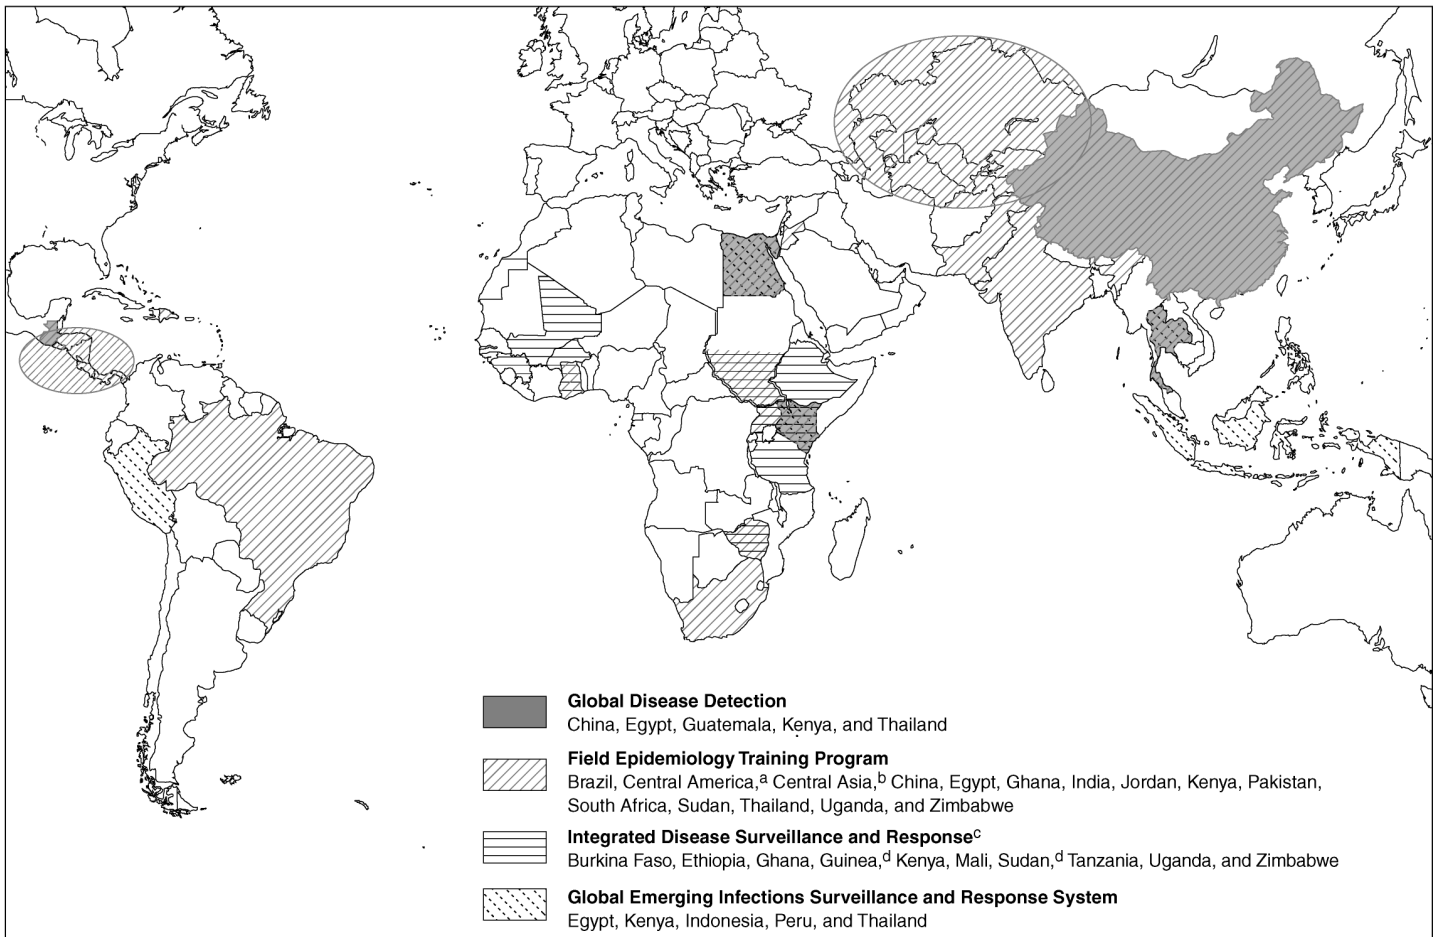 Global Disease Detection
China, Egypt, Guatemala, Kenya, and Thailand
Field Epidemiology Training Program
Brazil, Central America,a Central Asia,b China, Egypt, Ghana, India, Jordan, Kenya, Pakistan,
South Africa, Sudan, Thailand, Uganda, and Zimbabwe
Integrated Disease Surveillance and Responsec
Burkina Faso, Ethiopia, Ghana, Guinea,d Kenya, Mali, Sudan,d Tanzania, Uganda, and Zimbabwe
Global Emerging Infections Surveillance and Response System
Egypt, Kenya, Indonesia, Peru, and Thailand